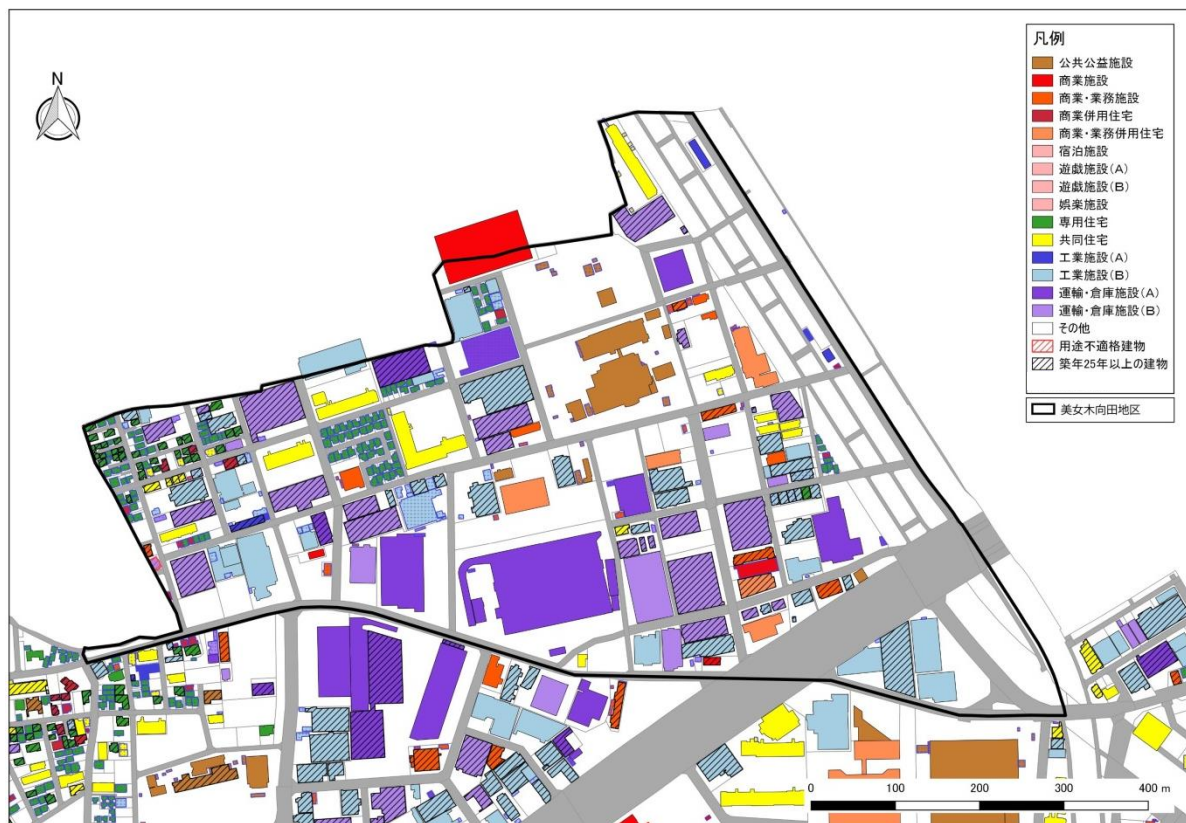 N
凡例
公共公益施設
商業施設
商業・業務施設
商業併用住宅
商業・業務併用住宅
宿泊施設
遊戯施設(A)
遊戯施設(B)
娯楽施設
専用住宅
共同住宅
工業施設(A)
工業施設(B)
運輸・倉庫施設(A)
運輸・倉庫施設(B)
その他
用途不適格建物
築年25年以上の建物
美女木向田地区
0 100 200 300 400 m